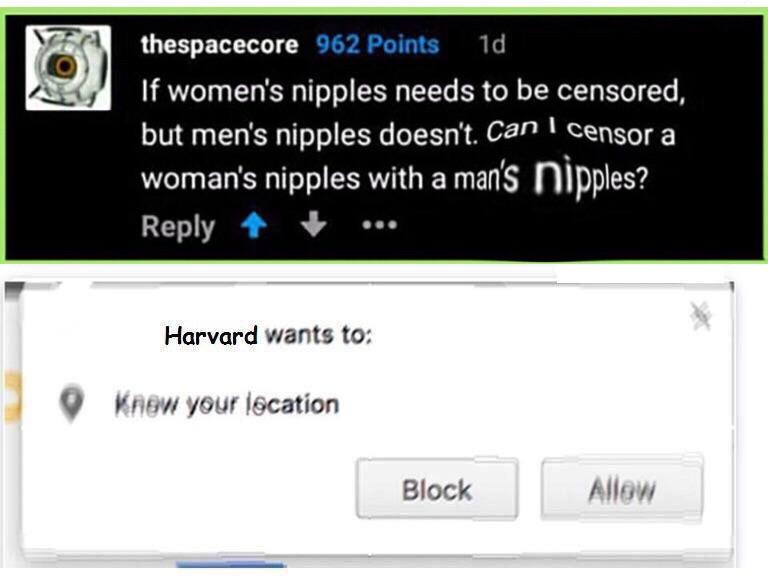 thespacecore 962 Points 1d
If women's nipples needs to be censored,
but men's nipples doesn't. Can I censor a
woman's nipples with a man's nipples?
Reply
Harvard wants to:
Know your location
Block Allow